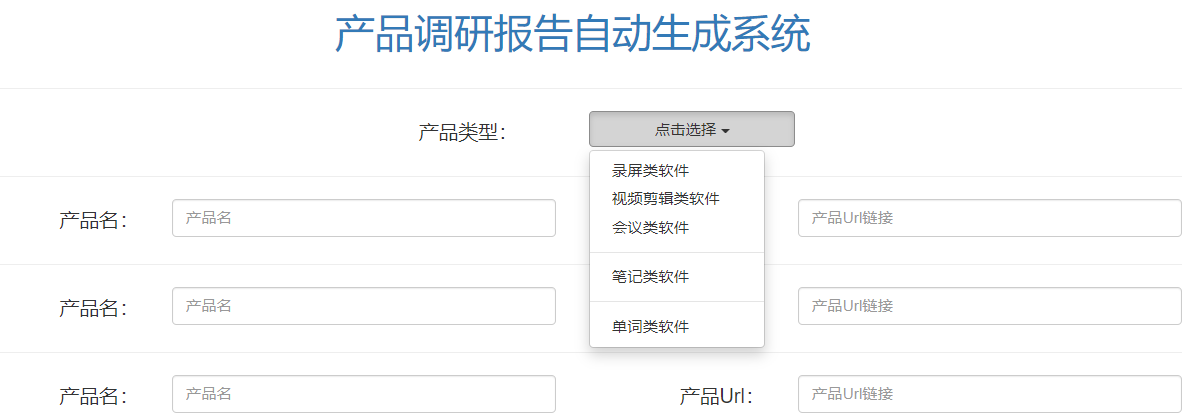 产品调研报告自动生成系统
产品类型：
点击选择
录屏类软件
视频剪辑类软件
会议类软件
笔记类软件
单词类软件
产品名：
产品名
产品Url链接
产品名：
产品名
产品Url链接
产品名：
产品名
产品Url：
产品Url链接